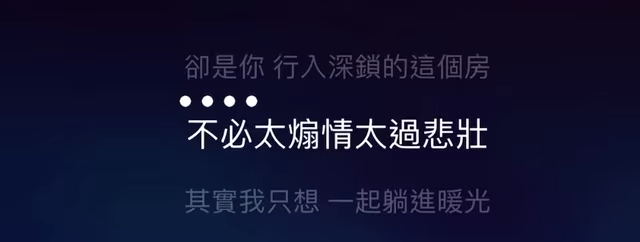 卻是你 行入深鎖的這個房
不必太煽情太過悲壯
其實我只想 一起躺進暖光